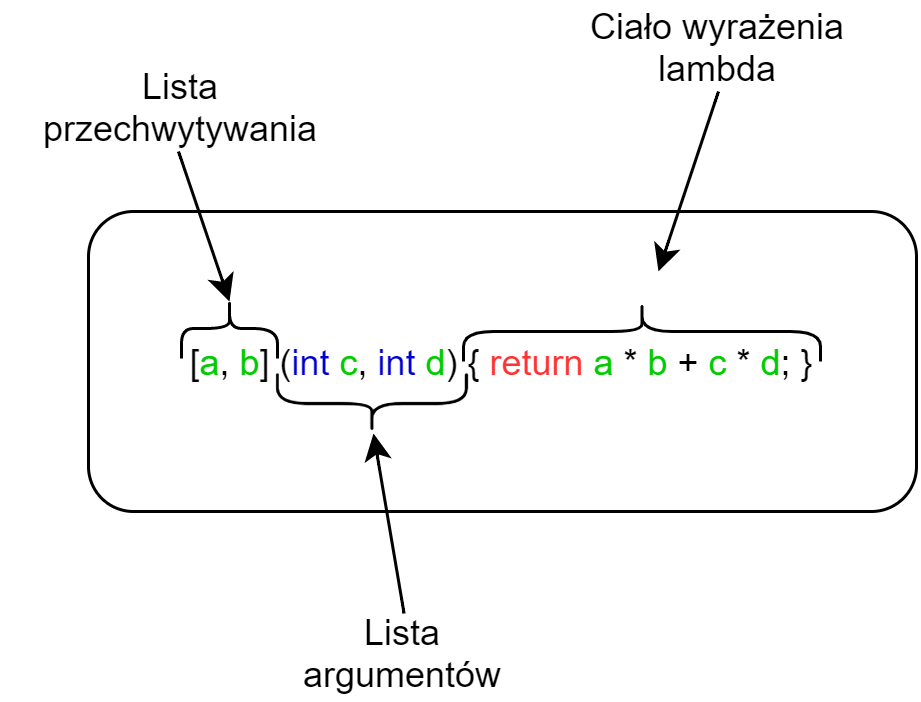 Ciało wyrażenia
lambda
Lista
przechwytywania
[a, b] (int c, int d) { return a * b + c * d; }
Lista
argumentów